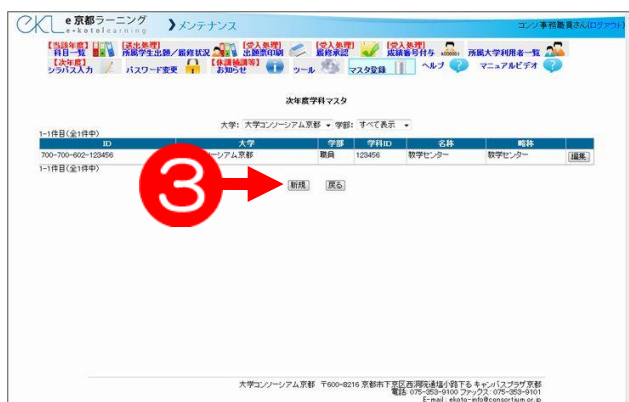 e京都ラーニング
e-kotolearning
メンテナンス
コンソ事務職員さん(ログアウト)
【当該年度】
科目一覧
【送出処理】
所属学生出願/履修状況
【受入処理】
出願票印刷
【受入処理】
履修承認
【受入処理】
成績番号付与
所属大学利用者一覧
【次年度】
シラバス入力
パスワード変更
【休講補講等】
お知らせ
ツール
マスタ登録
ヘルプ
マニュアルビデオ
次年度学科マスタ
大学: 大学コンソーシアム京都 学部: すべて表示
1-1件目(全1件中)
ID 大学 学部 学科ID 名称 略称
700-700-602-123456 ーシアム京都 職員 123456 教学センター 教学センター 編集
1-1件目(全1件中)
3
新規 戻る
大学コンソーシアム京都 〒600-8216 京都市下京区西洞院通塩小路下る キャンパスプラザ京都
電話: 075-353-9100 ファックス: 075-353-9101
E-mail: ekoto-info@consortium.or.jp